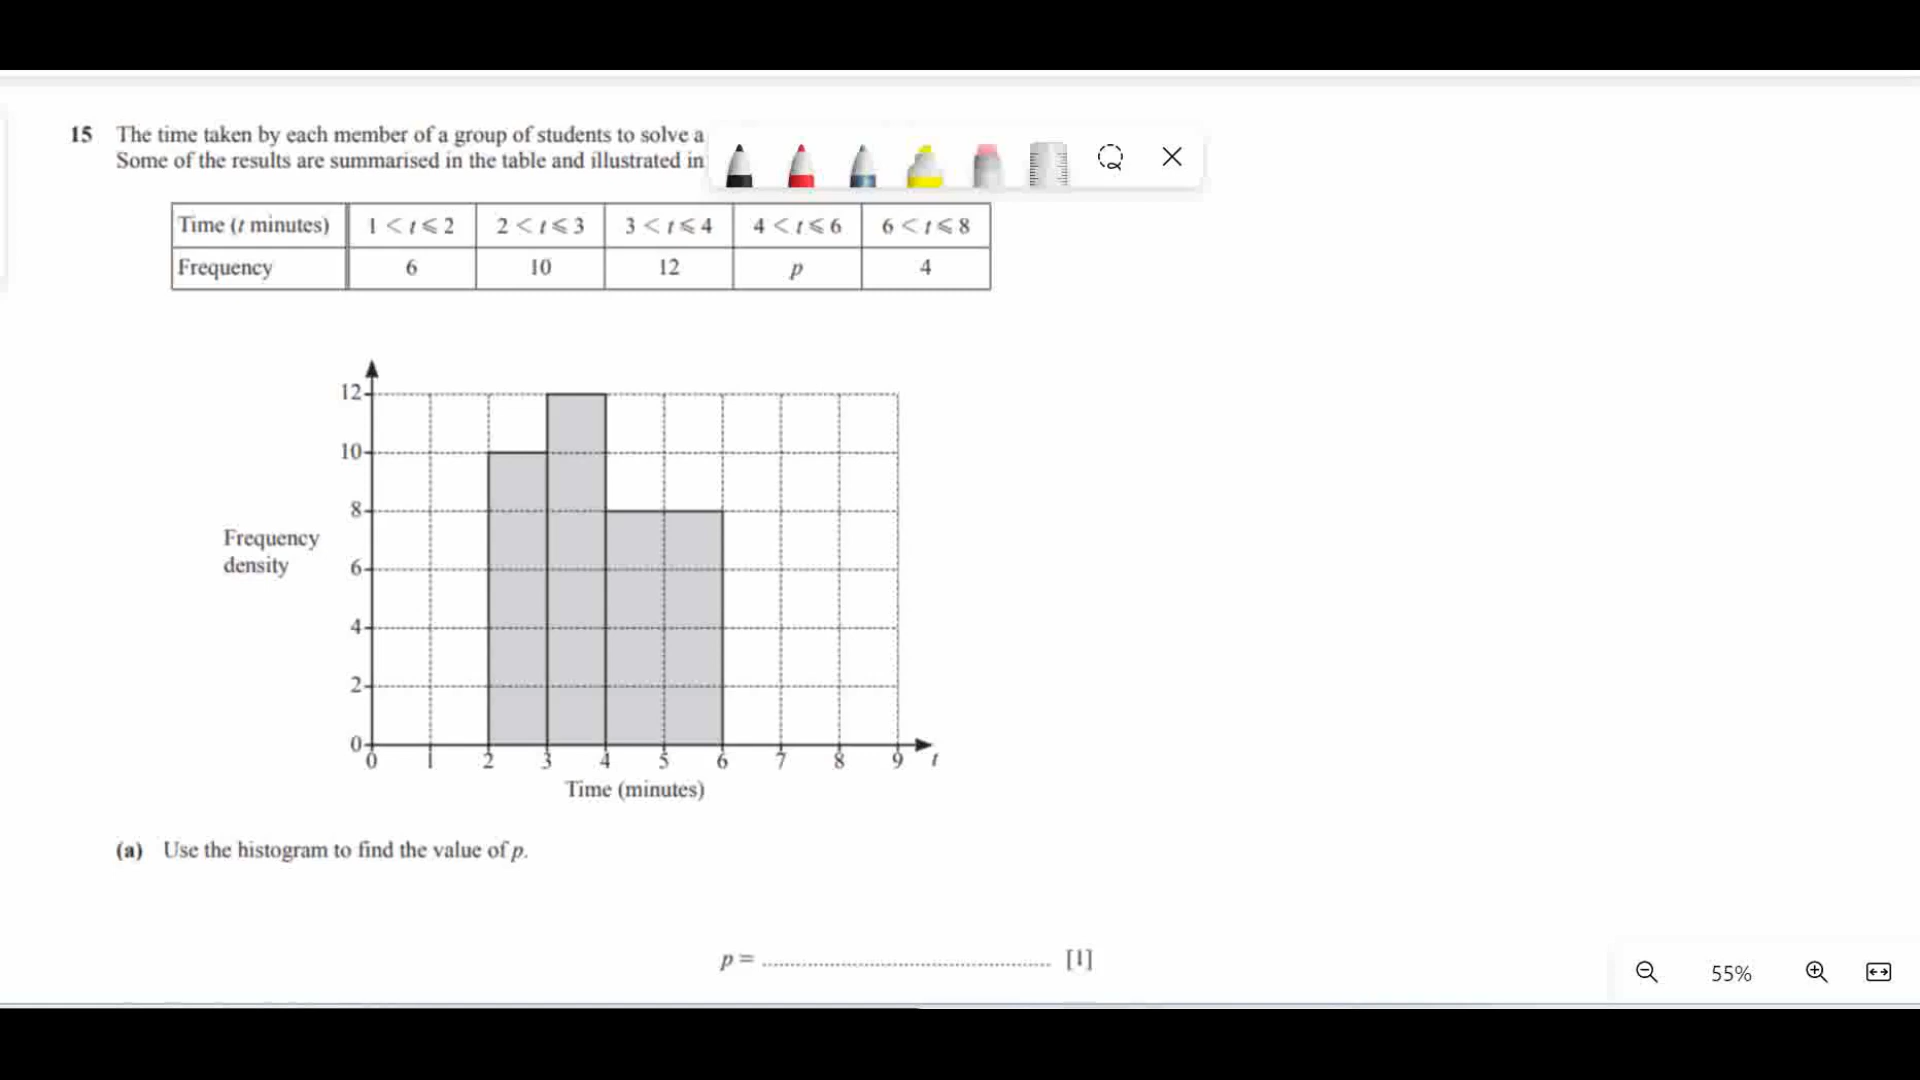 15 The time taken by each member of a group of students to solve a
Some of the results are summarised in the table and illustrated in
Time (t minutes) 1 < t ⩽ 2 2 < t ⩽ 3 3 < t ⩽ 4 4 < t ⩽ 6 6 < t ⩽ 8
Frequency 6 10 12 p 4
12
10
8
Frequency
density
6
4
2
0
0 1 2 3 4 5 6 7 8 9 t
Time (minutes)
(a) Use the histogram to find the value of p.
p = ................................................ [1]
55%